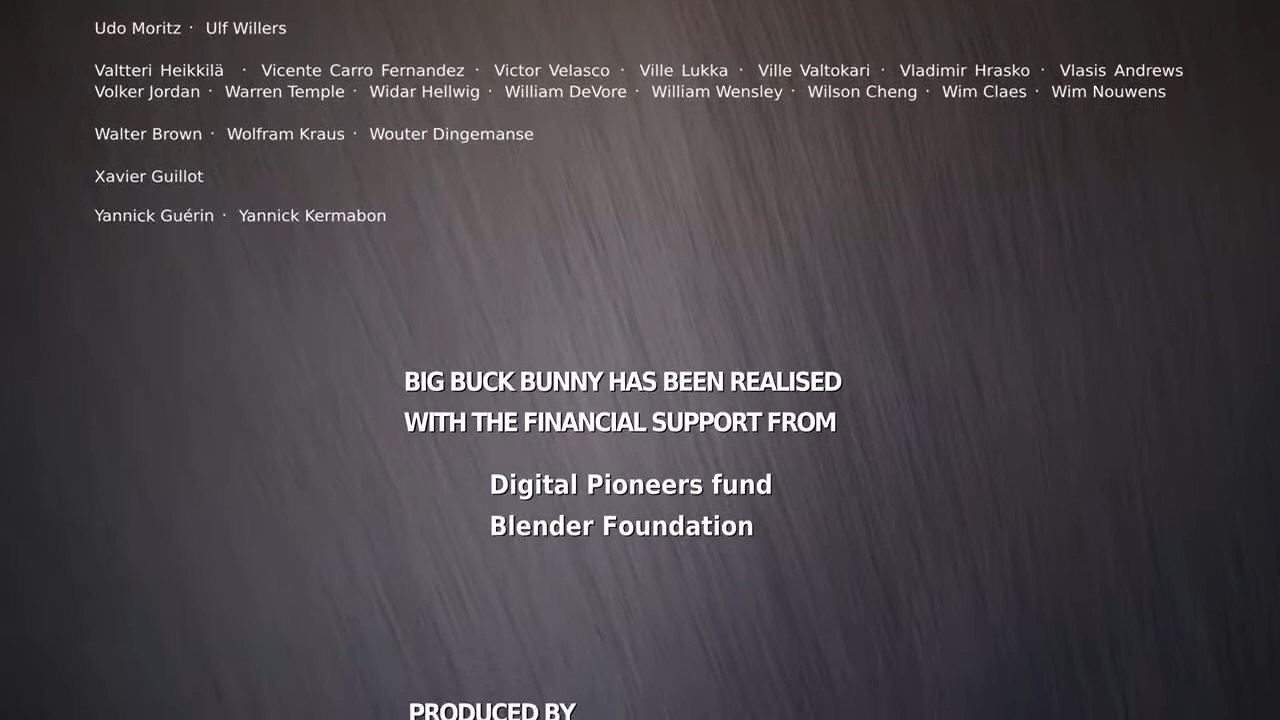 Udo Moritz · Ulf Willers
Valtteri Heikkilä · Vicente Carro Fernandez · Victor Velasco · Ville Lukka · Ville Valtokari · Vladimir Hrasko · Vlasis Andrews
Volker Jordan · Warren Temple · Widar Hellwig · William DeVore · William Wensley · Wilson Cheng · Wim Claes · Wim Nouwens
Walter Brown · Wolfram Kraus · Wouter Dingemanse
Xavier Guillot
Yannick Guérin · Yannick Kermabon
BIG BUCK BUNNY HAS BEEN REALISED
WITH THE FINANCIAL SUPPORT FROM
Digital Pioneers fund
Blender Foundation
PRODUCED BY